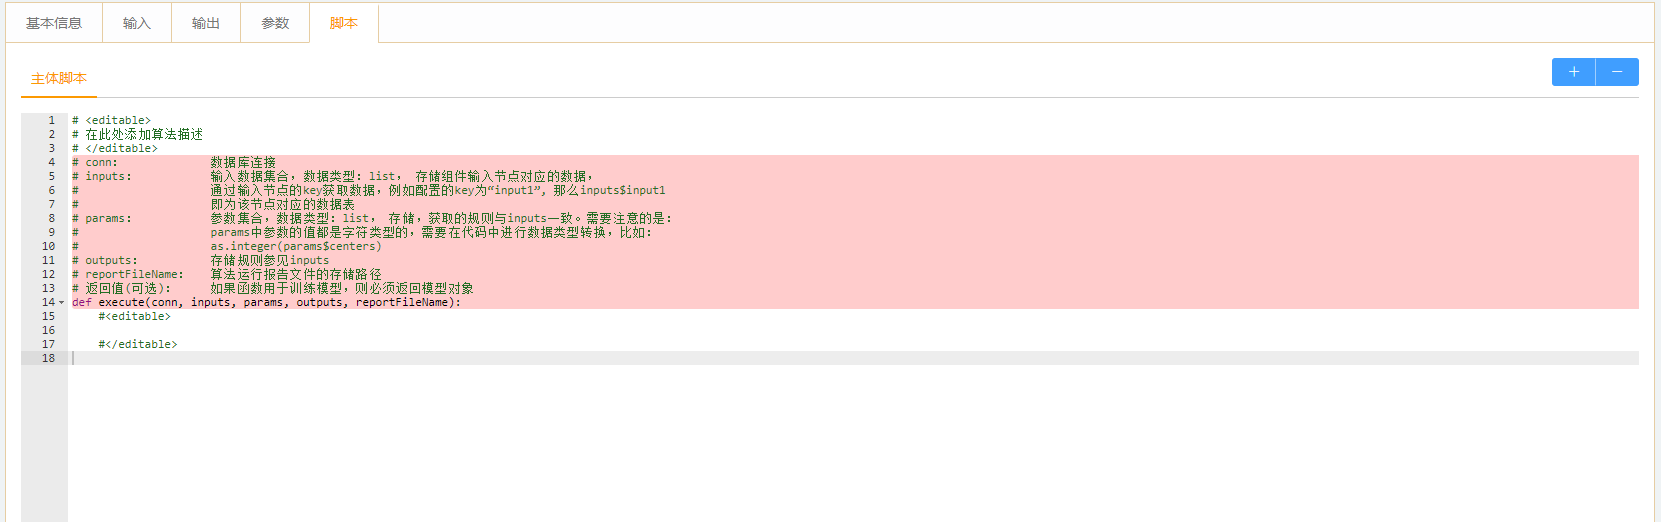 基本信息 输入 输出 参数 脚本
主体脚本
+ −
1 # <editable>
2 # 在此处添加算法描述
3 # </editable>
4 # conn: 数据库连接
5 # inputs: 输入数据集合，数据类型：list， 存储组件输入节点对应的数据，
6 # 通过输入节点的key获取数据，例如配置的key为“input1”，那么inputs$input1
7 # 即为该节点对应的数据表
8 # params: 参数集合，数据类型：list， 存储，获取的规则与inputs一致。需要注意的是：
9 # params中参数的值都是字符类型的，需要在代码中进行数据类型转换，比如：
10 # as.integer(params$centers)
11 # outputs: 存储规则参见inputs
12 # reportFileName: 算法运行报告文件的存储路径
13 # 返回值(可选): 如果函数用于训练模型，则必须返回模型对象
14 def execute(conn, inputs, params, outputs, reportFileName):
15 #<editable>
16
17 #</editable>
18